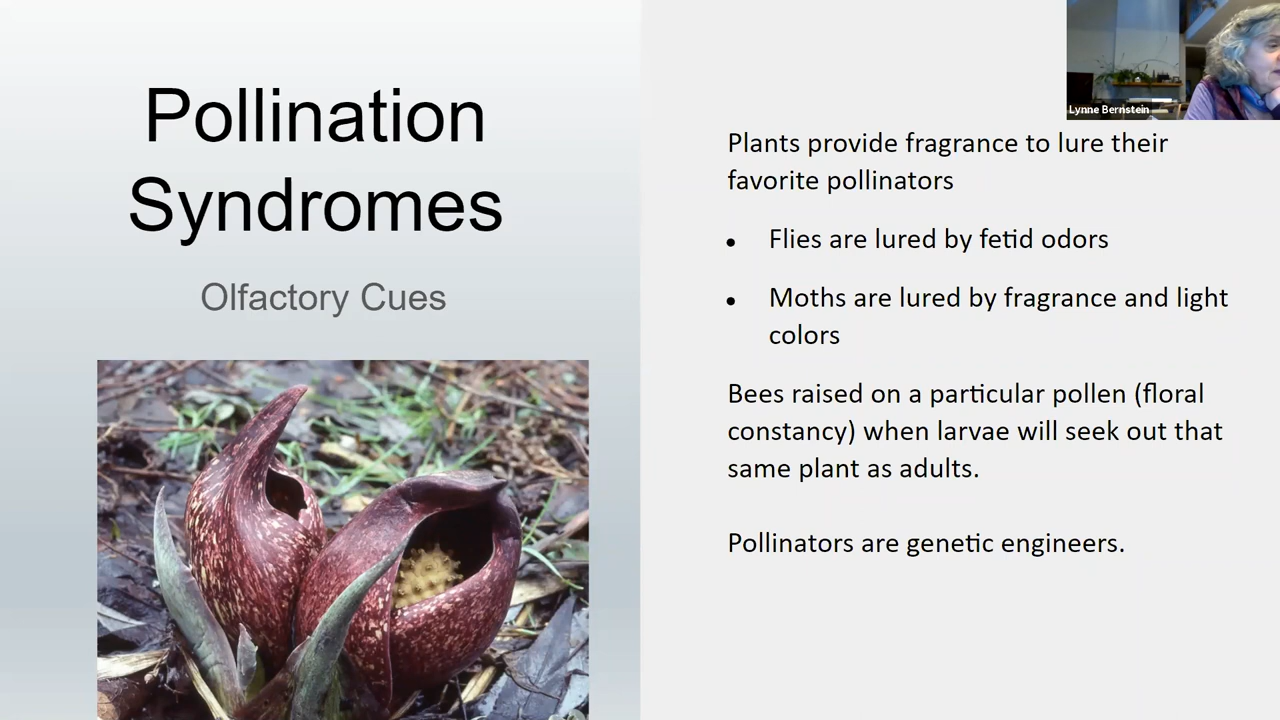 Pollination
Syndromes
Olfactory Cues
Lynne Bernstein
Plants provide fragrance to lure their
favorite pollinators
• Flies are lured by fetid odors
• Moths are lured by fragrance and light
colors
Bees raised on a particular pollen (floral
constancy) when larvae will seek out that
same plant as adults.
Pollinators are genetic engineers.